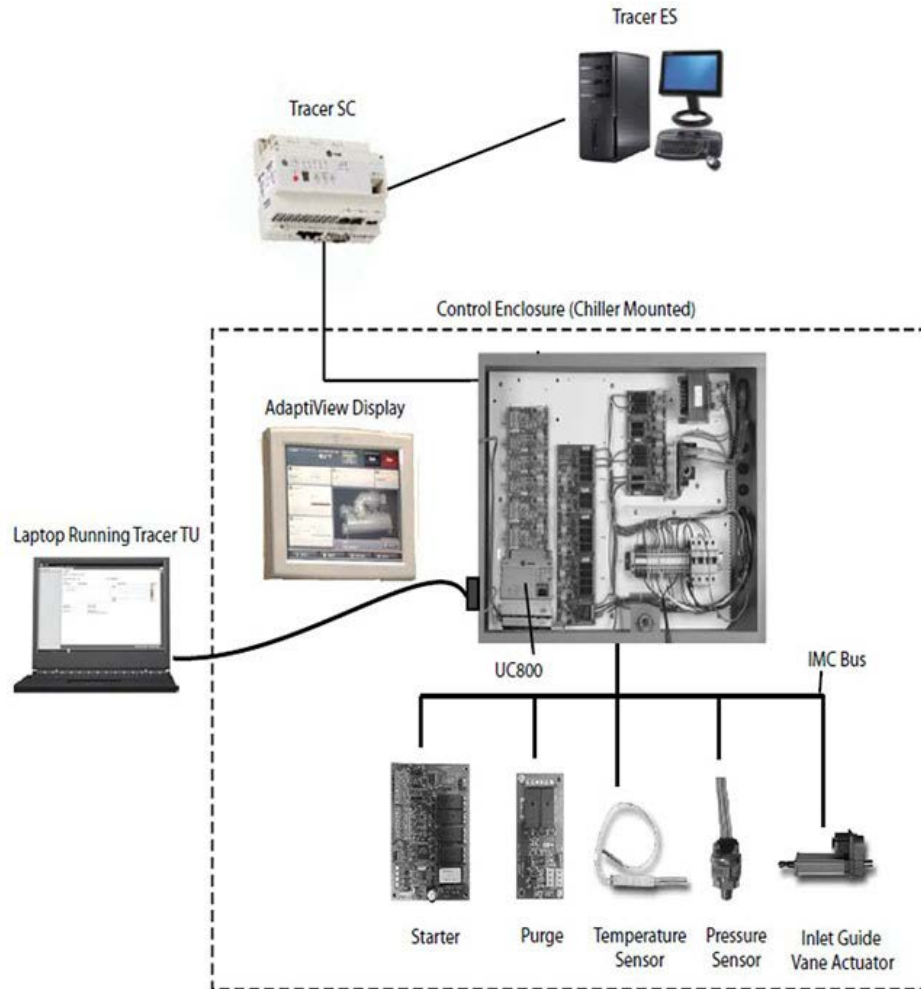 Tracer ES
Tracer SC
Control Enclosure (Chiller Mounted)
AdaptiView Display
Laptop Running Tracer TU
UC800
IMC Bus
Starter
Purge
Temperature
Sensor
Pressure
Sensor
Inlet Guide
Vane Actuator